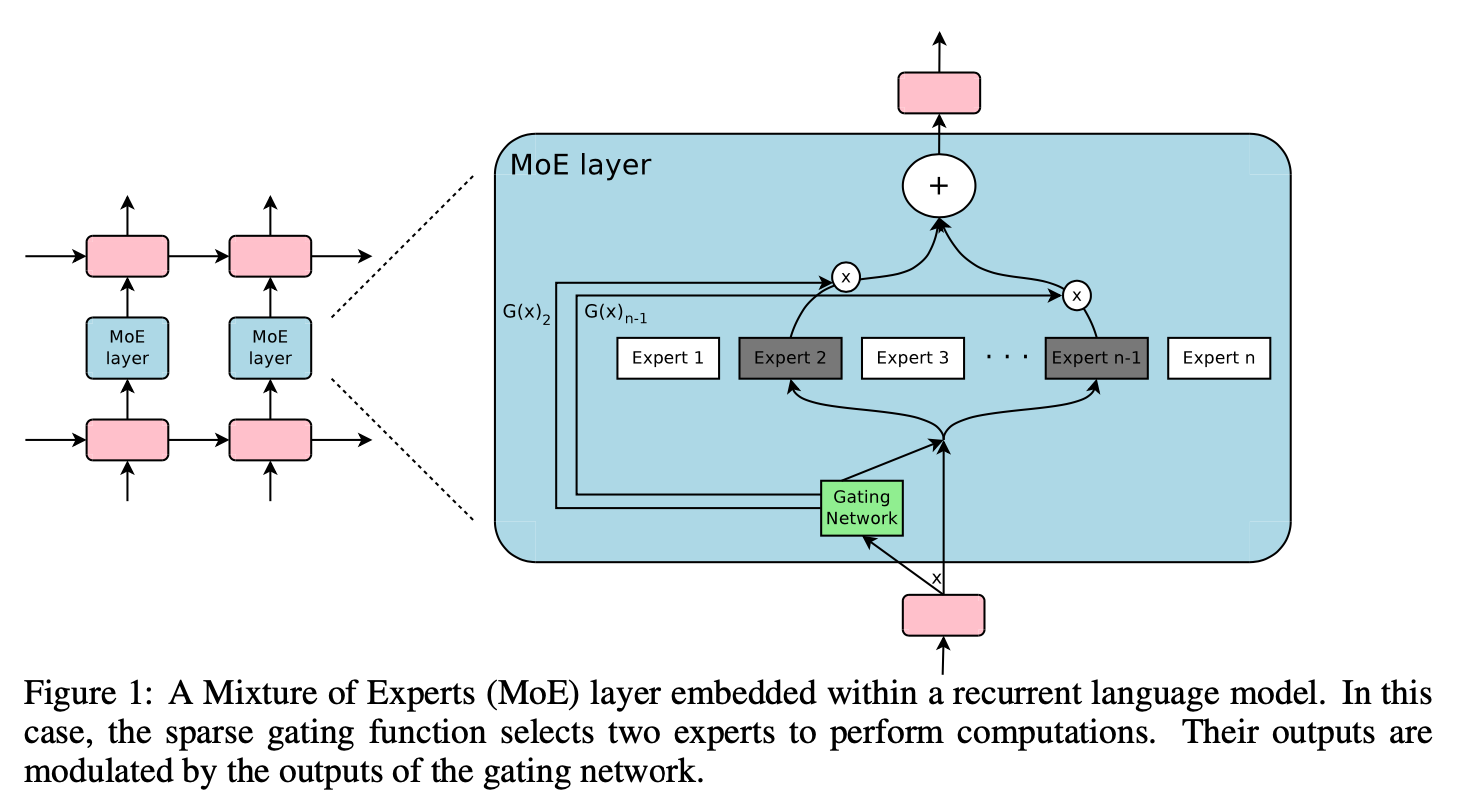 MoE layer
+
x
x
G(x)2
G(x)n-1
MoE
layer
MoE
layer
Expert 1
Expert 2
Expert 3
. . .
Expert n-1
Expert n
Gating
Network
x
Figure 1: A Mixture of Experts (MoE) layer embedded within a recurrent language model. In this
case, the sparse gating function selects two experts to perform computations. Their outputs are
modulated by the outputs of the gating network.